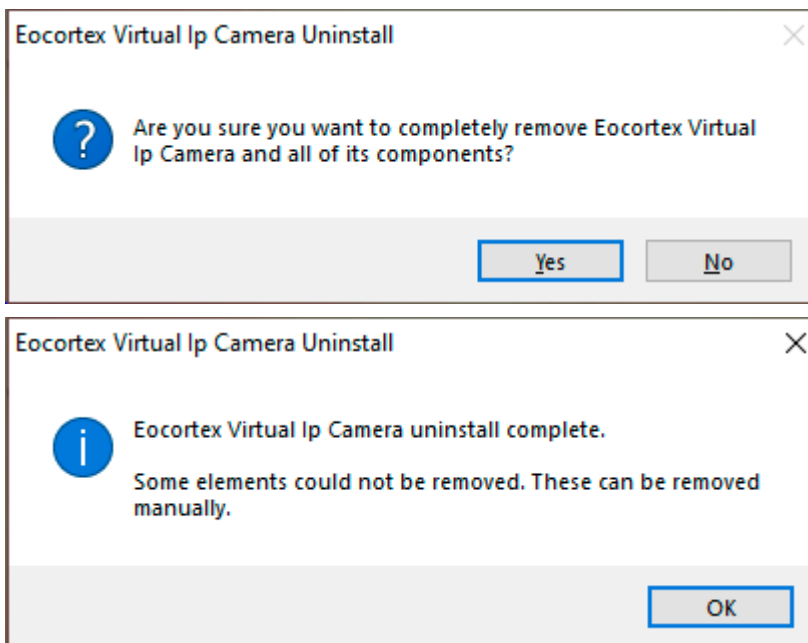 Eocortex Virtual Ip Camera Uninstall
Are you sure you want to completely remove Eocortex Virtual
Ip Camera and all of its components?
Yes
No
Eocortex Virtual Ip Camera Uninstall
Eocortex Virtual Ip Camera uninstall complete.
Some elements could not be removed. These can be removed
manually.
OK